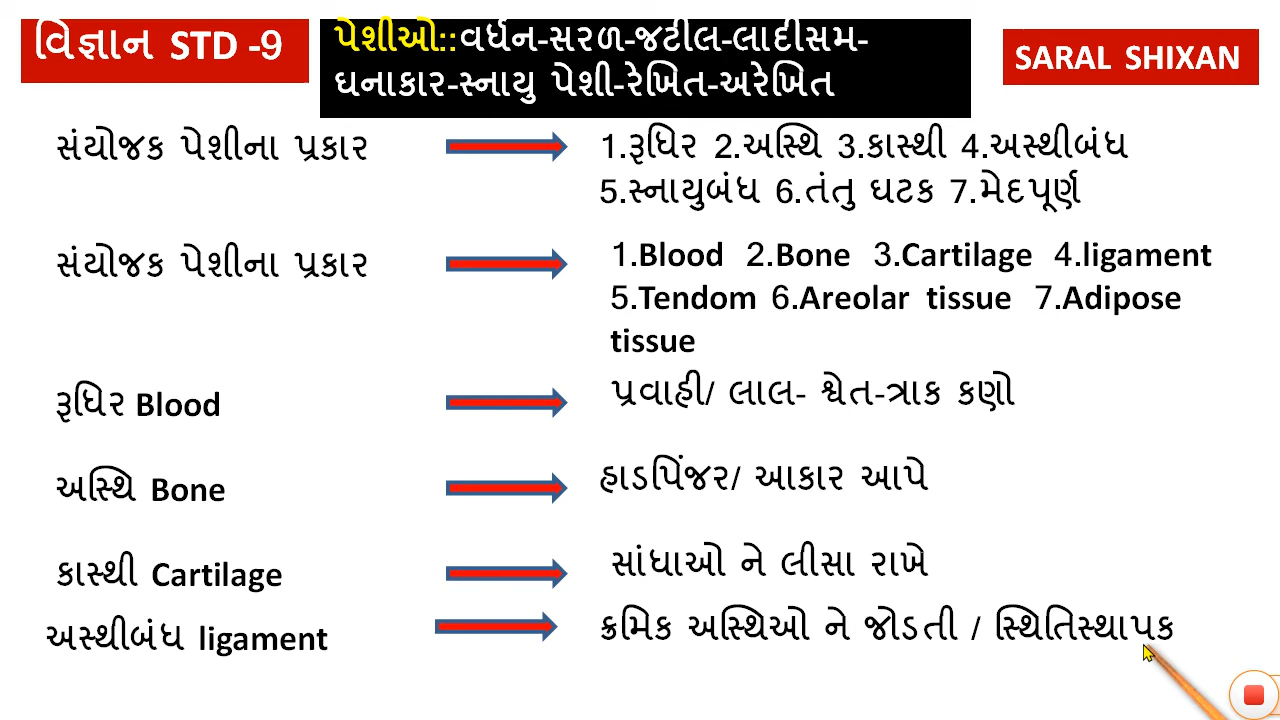 વિજ્ઞાન STD -9
પેશીઓ::વર્ધન-સરળ-જટીલ-લાદીસમ-
ઘનાકાર-સ્નાયુ પેશી-રેખિત-અરેખિત
SARAL SHIXAN
સંયોજક પેશીના પ્રકાર
1.રૂધિર 2.અસ્થિ 3.કાસ્થી 4.અસ્થીબંધ
5.સ્નાયુબંધ 6.તંતુ ઘટક 7.મેદપૂર્ણ
સંયોજક પેશીના પ્રકાર
1.Blood 2.Bone 3.Cartilage 4.ligament
5.Tendom 6.Areolar tissue 7.Adipose
tissue
રૂધિર Blood
પ્રવાહી/ લાલ- શ્વેત-ત્રાક કણો
અસ્થિ Bone
હાડપિંજર/ આકાર આપે
કાસ્થી Cartilage
સાંધાઓ ને લીસા રાખે
અસ્થીબંધ ligament
ક્રમિક અસ્થિઓ ને જોડતી / સ્થિતિસ્થાપક